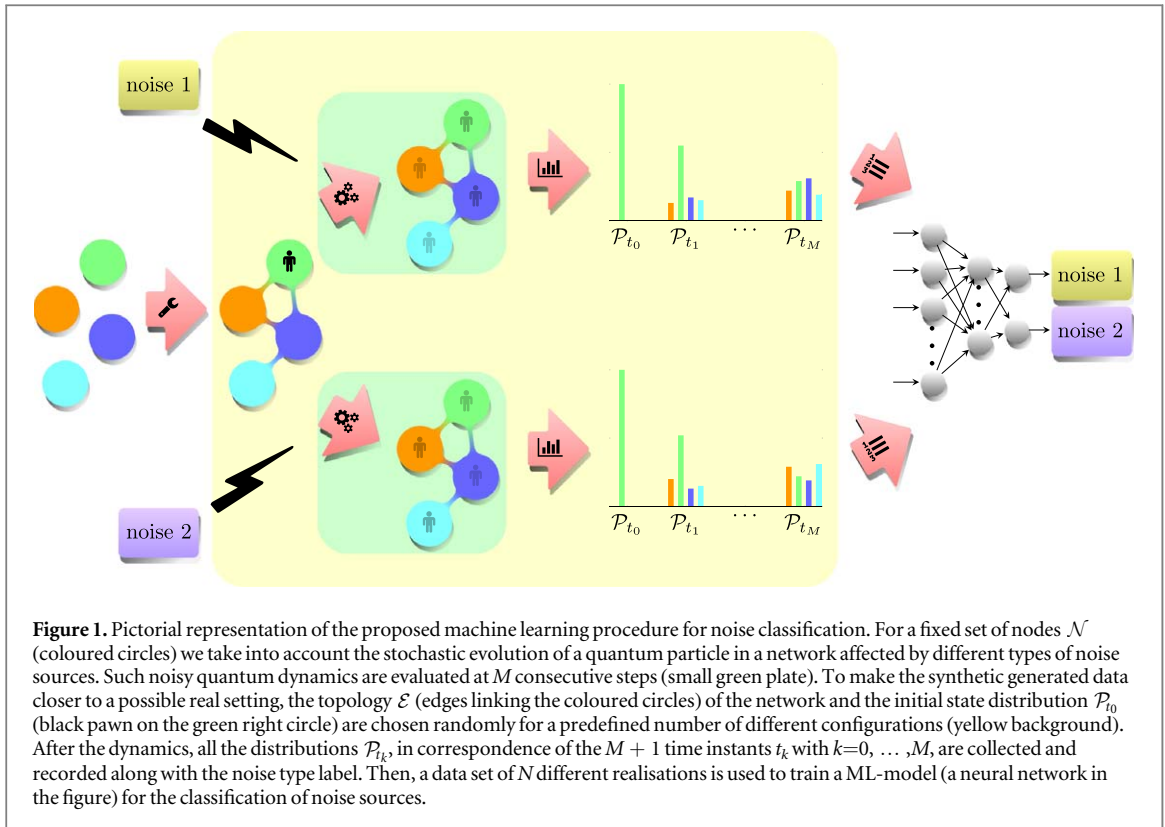 noise 1
𝒫t0
𝒫t1
···
𝒫tM
noise 1
noise 2
𝒫t0
𝒫t1
···
𝒫tM
noise 2
Figure 1. Pictorial representation of the proposed machine learning procedure for noise classification. For a fixed set of nodes 𝒩
(coloured circles) we take into account the stochastic evolution of a quantum particle in a network affected by different types of noise
sources. Such noisy quantum dynamics are evaluated at M consecutive steps (small green plate). To make the synthetic generated data
closer to a possible real setting, the topology ℰ (edges linking the coloured circles) of the network and the initial state distribution 𝒫t0
(black pawn on the green right circle) are chosen randomly for a predefined number of different configurations (yellow background).
After the dynamics, all the distributions 𝒫tk, in correspondence of the M + 1 time instants tk with k=0, … ,M, are collected and
recorded along with the noise type label. Then, a data set of N different realisations is used to train a ML-model (a neural network in
the figure) for the classification of noise sources.